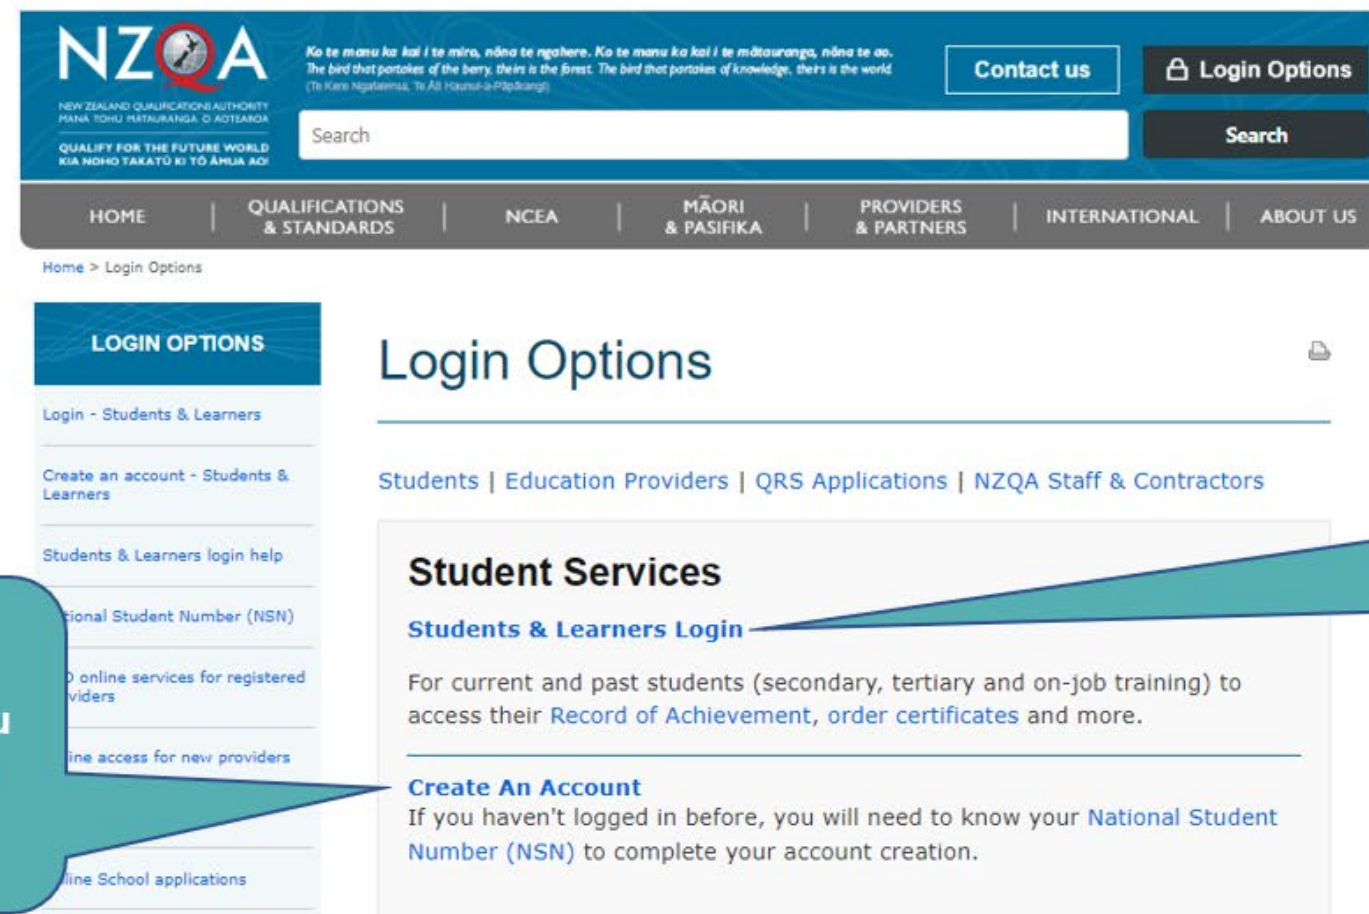 NZQA
NEW ZEALAND QUALIFICATIONS AUTHORITY
MANA TOHU MĀTAURANGA O AOTEAROA
QUALIFY FOR THE FUTURE WORLD
KIA NOHO TAKATŪ KI TŌ ĀMUA AO!
Ko te manu ka kai i te miro, nōna te ngahere. Ko te manu ka kai i te mātauranga, nōna te ao.
The bird that partakes of the berry, theirs is the forest. The bird that partakes of knowledge, theirs is the world
Contact us
Login Options
Search
Search
HOME
QUALIFICATIONS
& STANDARDS
NCEA
MĀORI
& PASIFIKA
PROVIDERS
& PARTNERS
INTERNATIONAL
ABOUT US
Home > Login Options
LOGIN OPTIONS
Login - Students & Learners
Create an account - Students &
Learners
Students & Learners login help
tional Student Number (NSN)
online services for registered
viders
ine access for new providers
line School applications
u
Login Options
Students | Education Providers | QRS Applications | NZQA Staff & Contractors
Student Services
Students & Learners Login
For current and past students (secondary, tertiary and on-job training) to
access their Record of Achievement, order certificates and more.
Create An Account
If you haven't logged in before, you will need to know your National Student
Number (NSN) to complete your account creation.